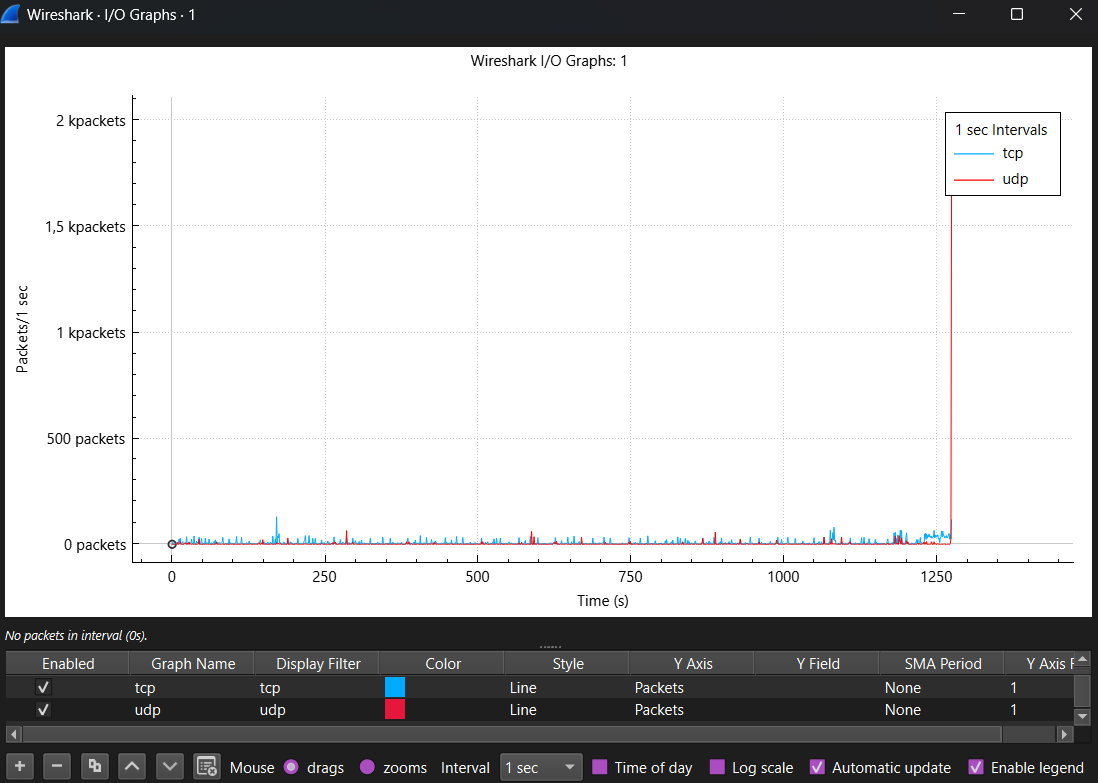 Wireshark · I/O Graphs · 1
Wireshark I/O Graphs: 1
2 kpackets
1,5 kpackets
1 kpackets
500 packets
0 packets
Packets/1 sec
1 sec Intervals
tcp
udp
0 250 500 750 1000 1250
Time (s)
No packets in interval (0s).
Enabled Graph Name Display Filter Color Style Y Axis Y Field SMA Period Y Axis F
tcp tcp Line Packets None 1
udp udp Line Packets None 1
Mouse drags zooms Interval 1 sec Time of day Log scale Automatic update Enable legend